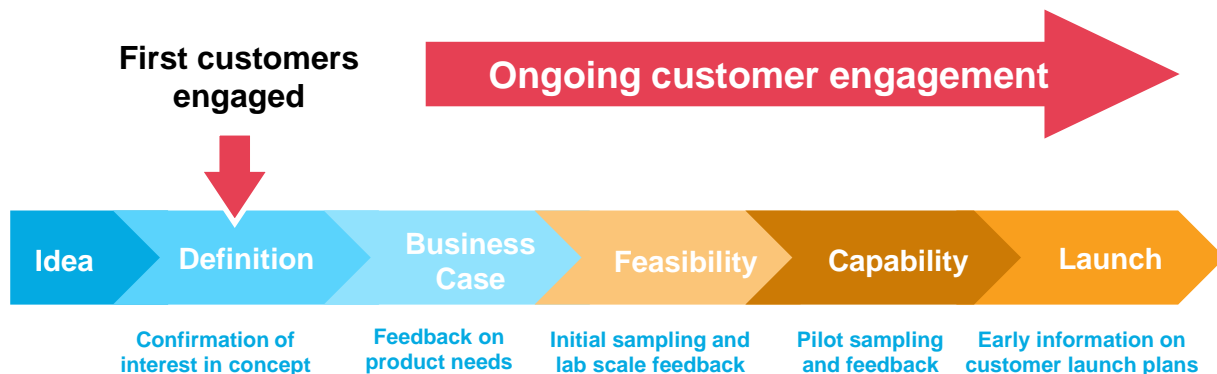 First customers
engaged
Ongoing customer engagement
Idea
Definition
Business
Case
Feasibility
Capability
Launch
Confirmation of
interest in concept
Feedback on
product needs
Initial sampling and
lab scale feedback
Pilot sampling
and feedback
Early information on
customer launch plans